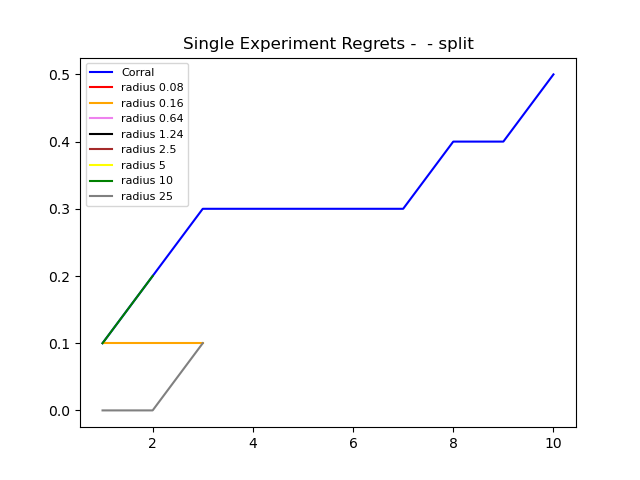 Single Experiment Regrets -  - split
Corral
radius 0.08
radius 0.16
radius 0.64
radius 1.24
radius 2.5
radius 5
radius 10
radius 25
0.5
0.4
0.3
0.2
0.1
0.0
2 4 6 8 10